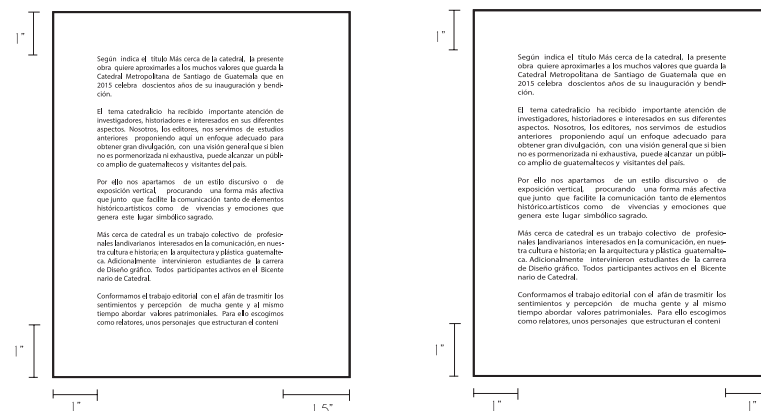 1"
Según indica el título Más cerca de la catedral, la presente
obra quiere aproximarles a los muchos valores que guarda la
Catedral Metropolitana de Santiago de Guatemala que en
2015 celebra doscientos años de su inauguración y bendi-
ción.
El tema catedralicio ha recibido importante atención de
investigadores, historiadores e interesados en sus diferentes
aspectos. Nosotros, los editores, nos servimos de estudios
anteriores proponiendo aquí un enfoque adecuado para
obtener gran divulgación, con una visión general que si bien
no es pormenorizada ni exhaustiva, puede alcanzar un públi-
co amplio de guatemaltecos y visitantes del país.
Por ello nos apartamos de un estilo discursivo o de
exposición vertical, procurando una forma más afectiva
que junto que facilite la comunicación tanto de elementos
histórico.artísticos como de vivencias y emociones que
genera este lugar simbólico sagrado.
Más cerca de catedral es un trabajo colectivo de profesio-
nales landivarianos interesados en la comunicación, en nues-
tra cultura e historia; en la arquitectura y plástica guatemalte-
ca. Adicionalmente intervinieron estudiantes de la carrera
de Diseño gráfico. Todos participantes activos en el Bicente
nario de Catedral.
Conformamos el trabajo editorial con el afán de trasmitir los
sentimientos y percepción de mucha gente y al mismo
tiempo abordar valores patrimoniales. Para ello escogimos
como relatores, unos personajes que estructuran el conteni
1"
1"
1.5"
1"
Según indica el título Más cerca de la catedral, la presente
obra quiere aproximarles a los muchos valores que guarda la
Catedral Metropolitana de Santiago de Guatemala que en
2015 celebra doscientos años de su inauguración y bendi-
ción.
El tema catedralicio ha recibido importante atención de
investigadores, historiadores e interesados en sus diferentes
aspectos. Nosotros, los editores, nos servimos de estudios
anteriores proponiendo aquí un enfoque adecuado para
obtener gran divulgación, con una visión general que si bien
no es pormenorizada ni exhaustiva, puede alcanzar un públi-
co amplio de guatemaltecos y visitantes del país.
Por ello nos apartamos de un estilo discursivo o de
exposición vertical, procurando una forma más afectiva
que junto que facilite la comunicación tanto de elementos
histórico.artísticos como de vivencias y emociones que
genera este lugar simbólico sagrado.
Más cerca de catedral es un trabajo colectivo de profesio-
nales landivarianos interesados en la comunicación, en nues-
tra cultura e historia; en la arquitectura y plástica guatemalte-
ca. Adicionalmente intervinieron estudiantes de la carrera
de Diseño gráfico. Todos participantes activos en el Bicente
nario de Catedral.
Conformamos el trabajo editorial con el afán de trasmitir los
sentimientos y percepción de mucha gente y al mismo
tiempo abordar valores patrimoniales. Para ello escogimos
como relatores, unos personajes que estructuran el conteni
1"
1"
1"